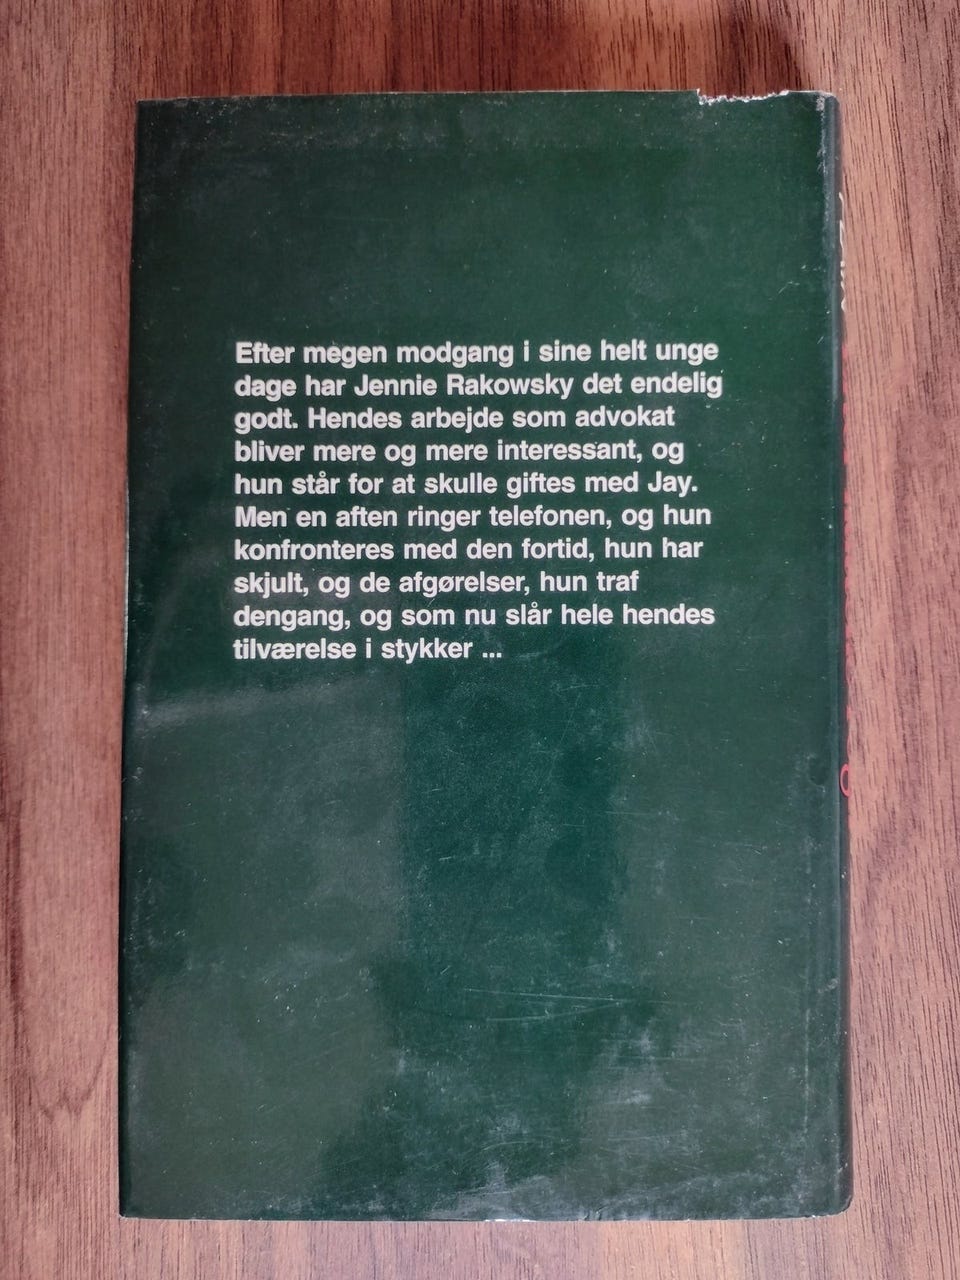 Efter megen modgang i sine helt unge
dage har Jennie Rakowsky det endelig
godt. Hendes arbejde som advokat
bliver mere og mere interessant, og
hun står for at skulle giftes med Jay.
Men en aften ringer telefonen, og hun
konfronteres med den fortid, hun har
skjult, og de afgørelser, hun traf
dengang, og som nu slår hele hendes
tilværelse i stykker ...